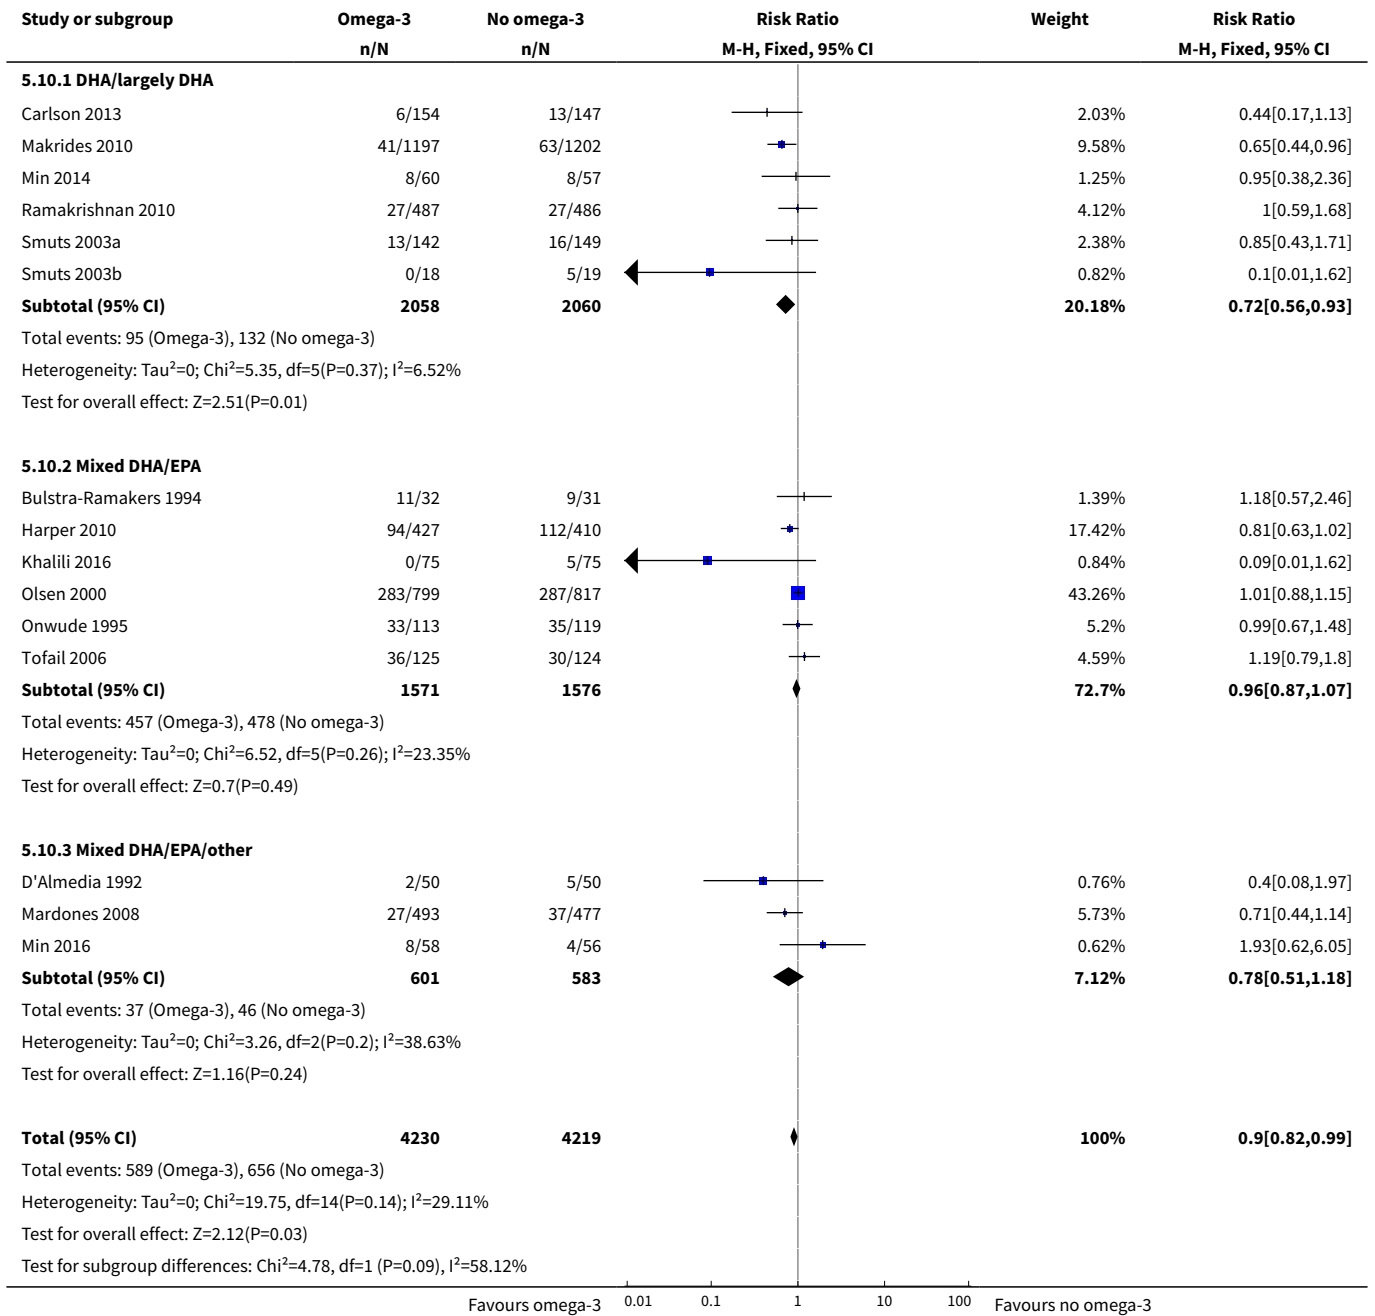 Study or subgroup Omega-3 No omega-3 Risk Ratio Weight Risk Ratio
n/N n/N M-H, Fixed, 95% CI M-H, Fixed, 95% CI
5.10.1 DHA/largely DHA
Carlson 2013 6/154 13/147 2.03% 0.44[0.17,1.13]
Makrides 2010 41/1197 63/1202 9.58% 0.65[0.44,0.96]
Min 2014 8/60 8/57 1.25% 0.95[0.38,2.36]
Ramakrishnan 2010 27/487 27/486 4.12% 1[0.59,1.68]
Smuts 2003a 13/142 16/149 2.38% 0.85[0.43,1.71]
Smuts 2003b 0/18 5/19 0.82% 0.1[0.01,1.62]
Subtotal (95% CI) 2058 2060 20.18% 0.72[0.56,0.93]
Total events: 95 (Omega-3), 132 (No omega-3)
Heterogeneity: Tau²=0; Chi²=5.35, df=5(P=0.37); I²=6.52%
Test for overall effect: Z=2.51(P=0.01)
5.10.2 Mixed DHA/EPA
Bulstra-Ramakers 1994 11/32 9/31 1.39% 1.18[0.57,2.46]
Harper 2010 94/427 112/410 17.42% 0.81[0.63,1.02]
Khalili 2016 0/75 5/75 0.84% 0.09[0.01,1.62]
Olsen 2000 283/799 287/817 43.26% 1.01[0.88,1.15]
Onwude 1995 33/113 35/119 5.2% 0.99[0.67,1.48]
Tofail 2006 36/125 30/124 4.59% 1.19[0.79,1.8]
Subtotal (95% CI) 1571 1576 72.7% 0.96[0.87,1.07]
Total events: 457 (Omega-3), 478 (No omega-3)
Heterogeneity: Tau²=0; Chi²=6.52, df=5(P=0.26); I²=23.35%
Test for overall effect: Z=0.7(P=0.49)
5.10.3 Mixed DHA/EPA/other
D'Almedia 1992 2/50 5/50 0.76% 0.4[0.08,1.97]
Mardones 2008 27/493 37/477 5.73% 0.71[0.44,1.14]
Min 2016 8/58 4/56 0.62% 1.93[0.62,6.05]
Subtotal (95% CI) 601 583 7.12% 0.78[0.51,1.18]
Total events: 37 (Omega-3), 46 (No omega-3)
Heterogeneity: Tau²=0; Chi²=3.26, df=2(P=0.2); I²=38.63%
Test for overall effect: Z=1.16(P=0.24)
Total (95% CI) 4230 4219 100% 0.9[0.82,0.99]
Total events: 589 (Omega-3), 656 (No omega-3)
Heterogeneity: Tau²=0; Chi²=19.75, df=14(P=0.14); I²=29.11%
Test for overall effect: Z=2.12(P=0.03)
Test for subgroup differences: Chi²=4.78, df=1 (P=0.09), I²=58.12%
Favours omega-3 0.01 0.1 1 10 100 Favours no omega-3